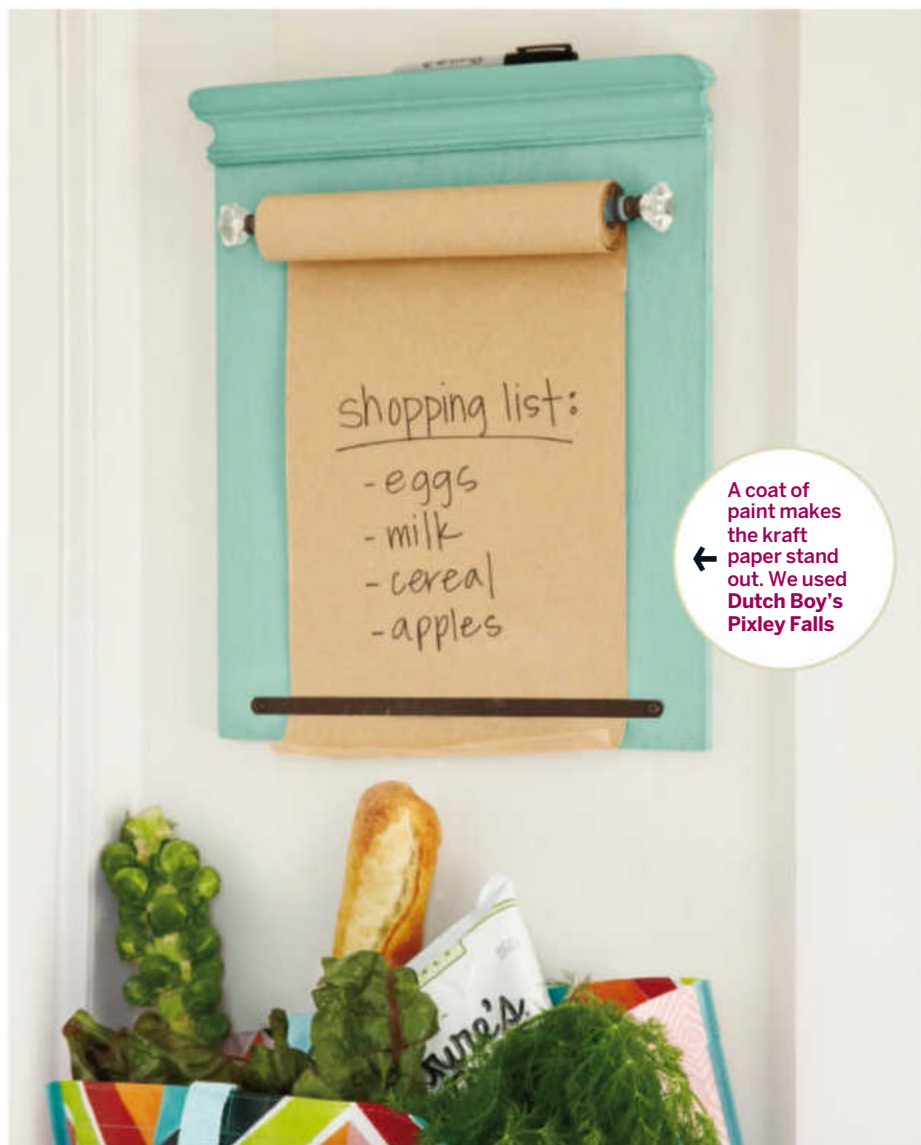 shopping list:
-eggs
-milk
-cereal
-apples
A coat of
paint makes
the kraft
paper stand
out. We used
Dutch Boy's
Pixley Falls